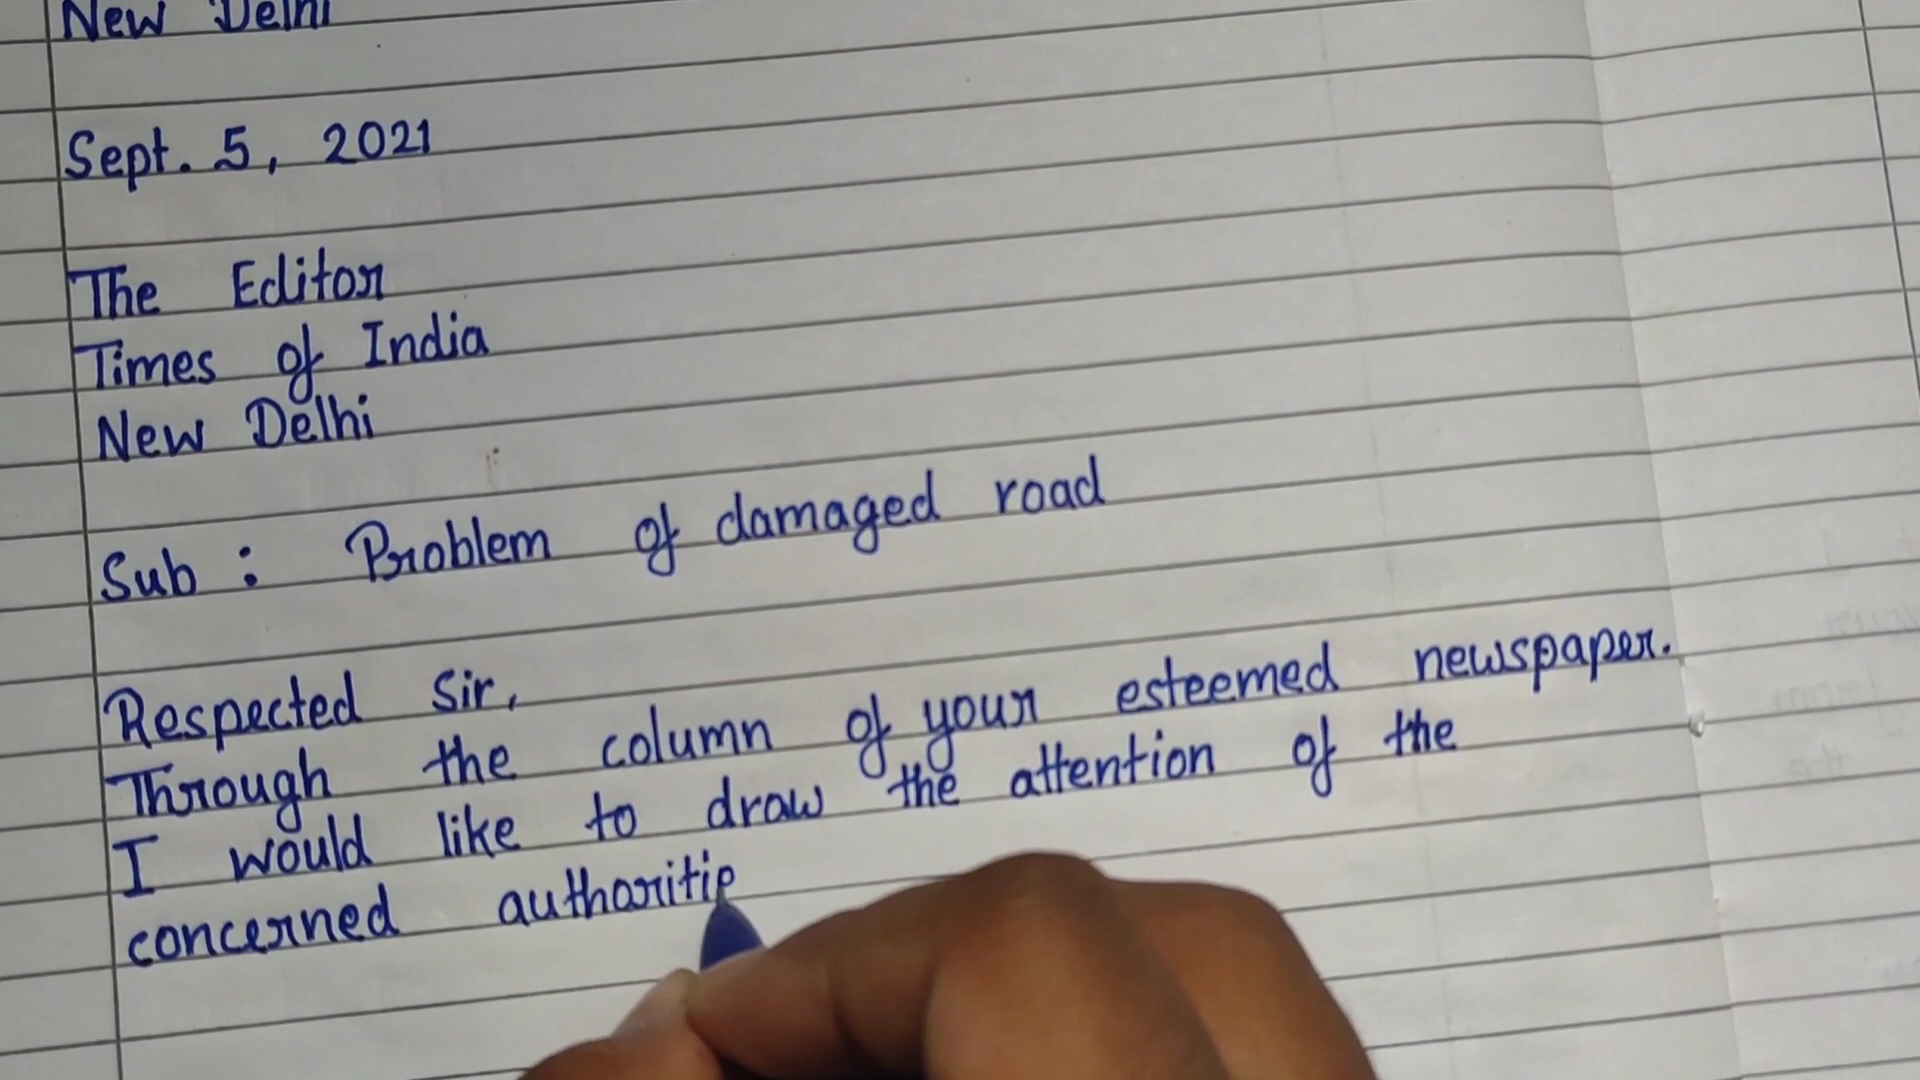 New Delhi
Sept. 5, 2021
The Editor
Times of India
New Delhi
Sub : Problem of damaged road
Respected Sir,
Through the column of your esteemed newspaper.
I would like to draw the attention of the
concerned authoritie